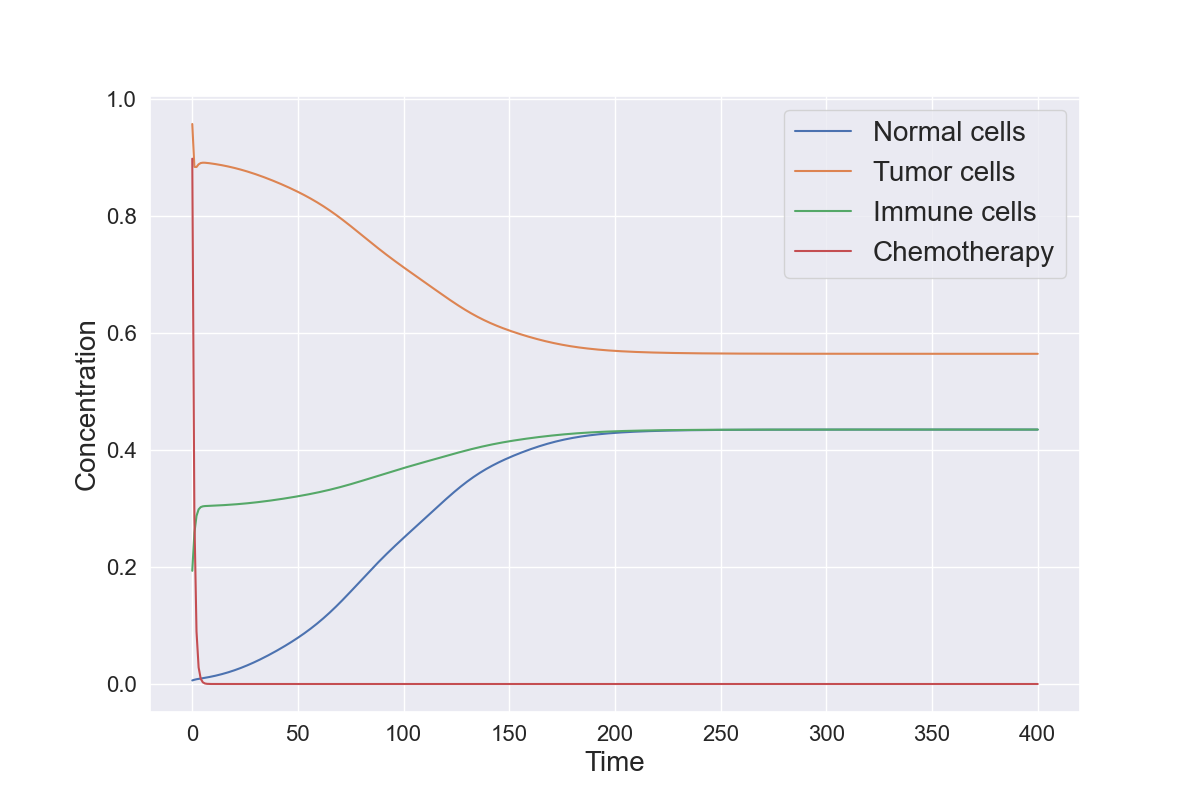 Normal cells
Tumor cells
Immune cells
Chemotherapy
Concentration
1.0
0.8
0.6
0.4
0.2
0.0
0 50 100 150 200 250 300 350 400
Time